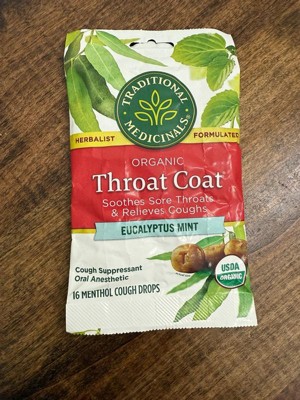 TRADITIONAL
MEDICINALS®
HERBALIST
FORMULATED
ORGANIC
Throat Coat
Soothes Sore Throats
& Relieves Coughs
EUCALYPTUS MINT
Cough Suppressant
Oral Anesthetic
USDA
ORGANIC
16 MENTHOL COUGH DROPS